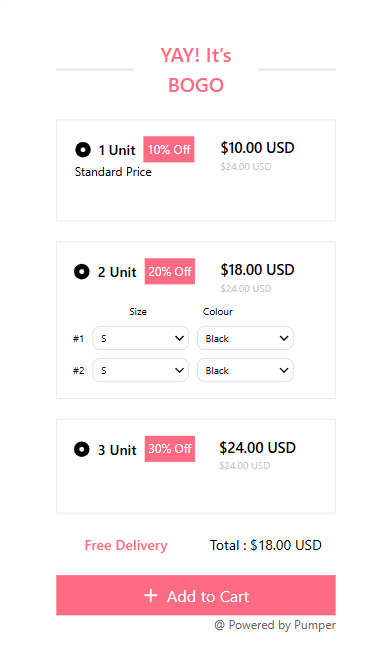 YAY! It’s
BOGO
1 Unit 10% Off $10.00 USD
Standard Price $24.00 USD
2 Unit 20% Off $18.00 USD
$24.00 USD
Size Colour
#1 S Black
#2 S Black
3 Unit 30% Off $24.00 USD
$24.00 USD
Free Delivery Total : $18.00 USD
+ Add to Cart
@ Powered by Pumper